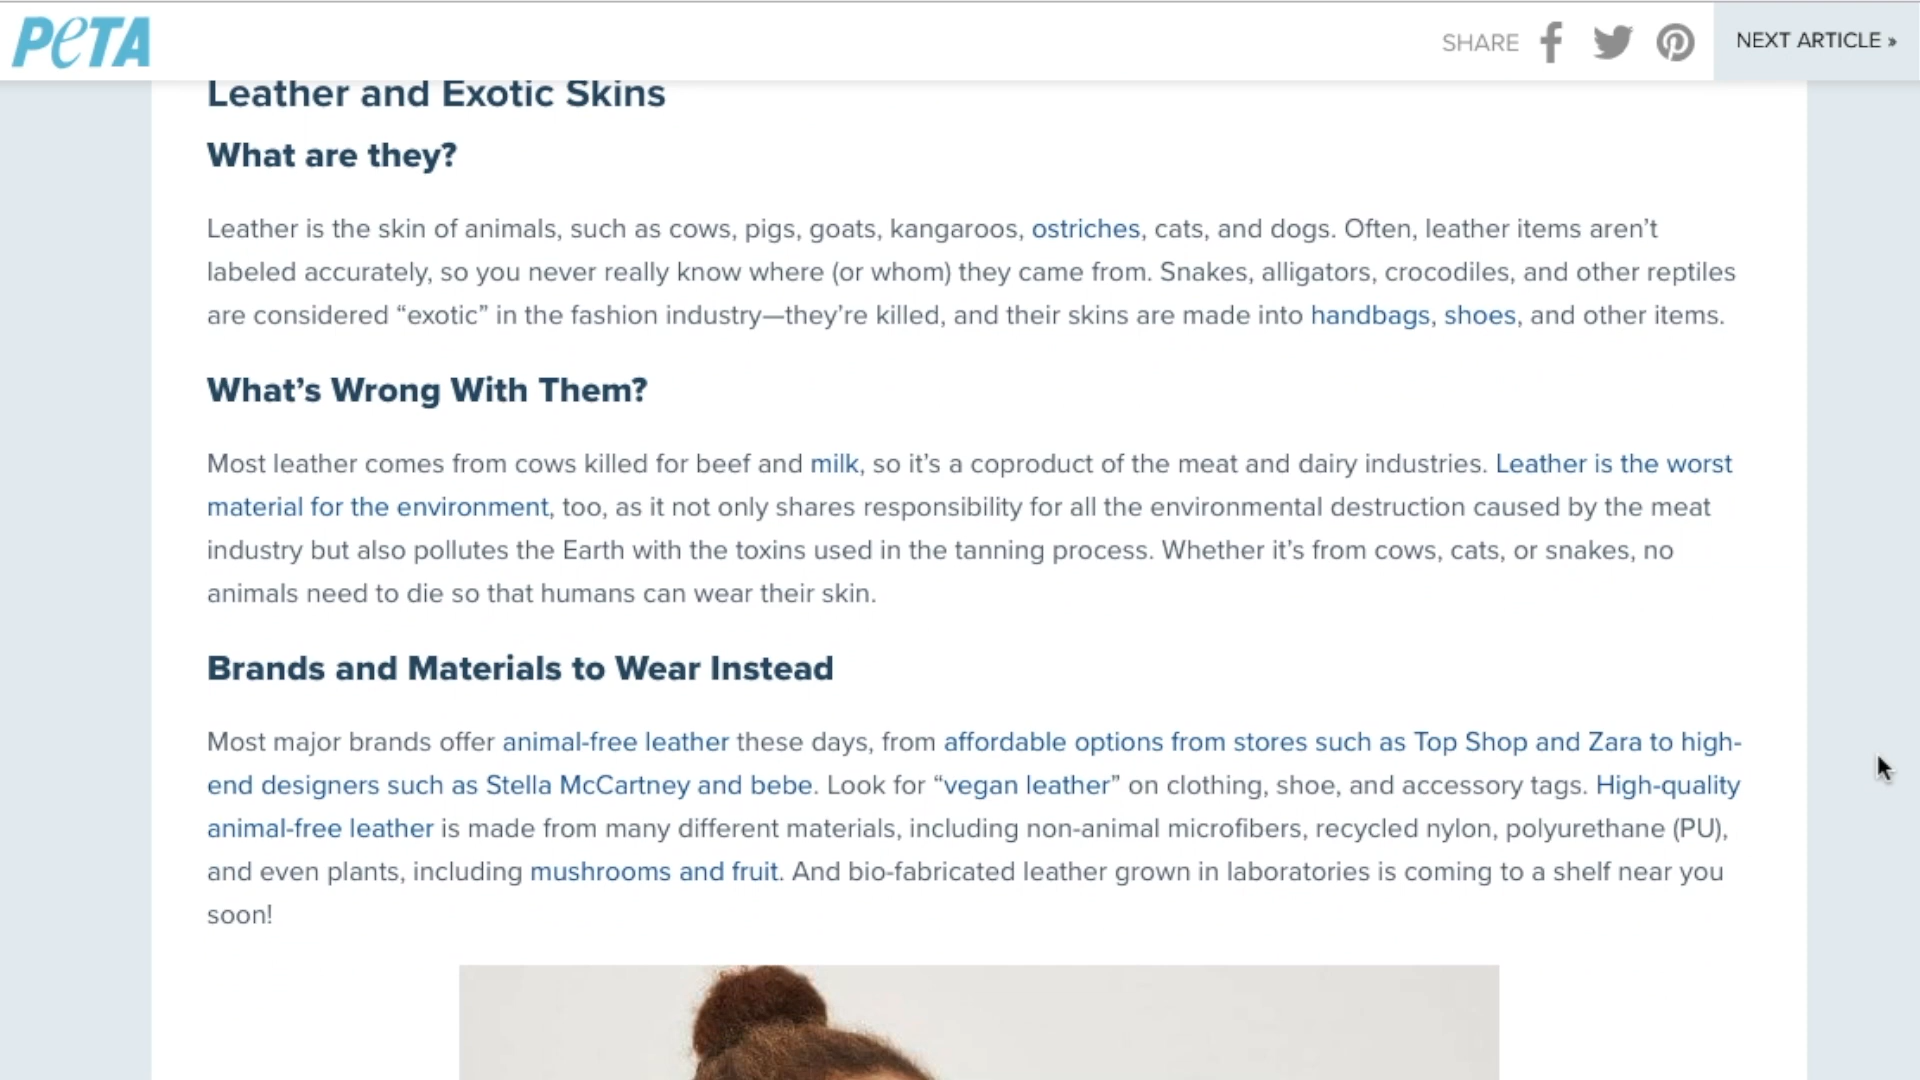 PETA
SHARE
NEXT ARTICLE »
Leather and Exotic Skins
What are they?
Leather is the skin of animals, such as cows, pigs, goats, kangaroos, ostriches, cats, and dogs. Often, leather items aren’t
labeled accurately, so you never really know where (or whom) they came from. Snakes, alligators, crocodiles, and other reptiles
are considered “exotic” in the fashion industry—they’re killed, and their skins are made into handbags, shoes, and other items.
What’s Wrong With Them?
Most leather comes from cows killed for beef and milk, so it’s a coproduct of the meat and dairy industries. Leather is the worst
material for the environment, too, as it not only shares responsibility for all the environmental destruction caused by the meat
industry but also pollutes the Earth with the toxins used in the tanning process. Whether it’s from cows, cats, or snakes, no
animals need to die so that humans can wear their skin.
Brands and Materials to Wear Instead
Most major brands offer animal-free leather these days, from affordable options from stores such as Top Shop and Zara to high-
end designers such as Stella McCartney and bebe. Look for “vegan leather” on clothing, shoe, and accessory tags. High-quality
animal-free leather is made from many different materials, including non-animal microfibers, recycled nylon, polyurethane (PU),
and even plants, including mushrooms and fruit. And bio-fabricated leather grown in laboratories is coming to a shelf near you
soon!